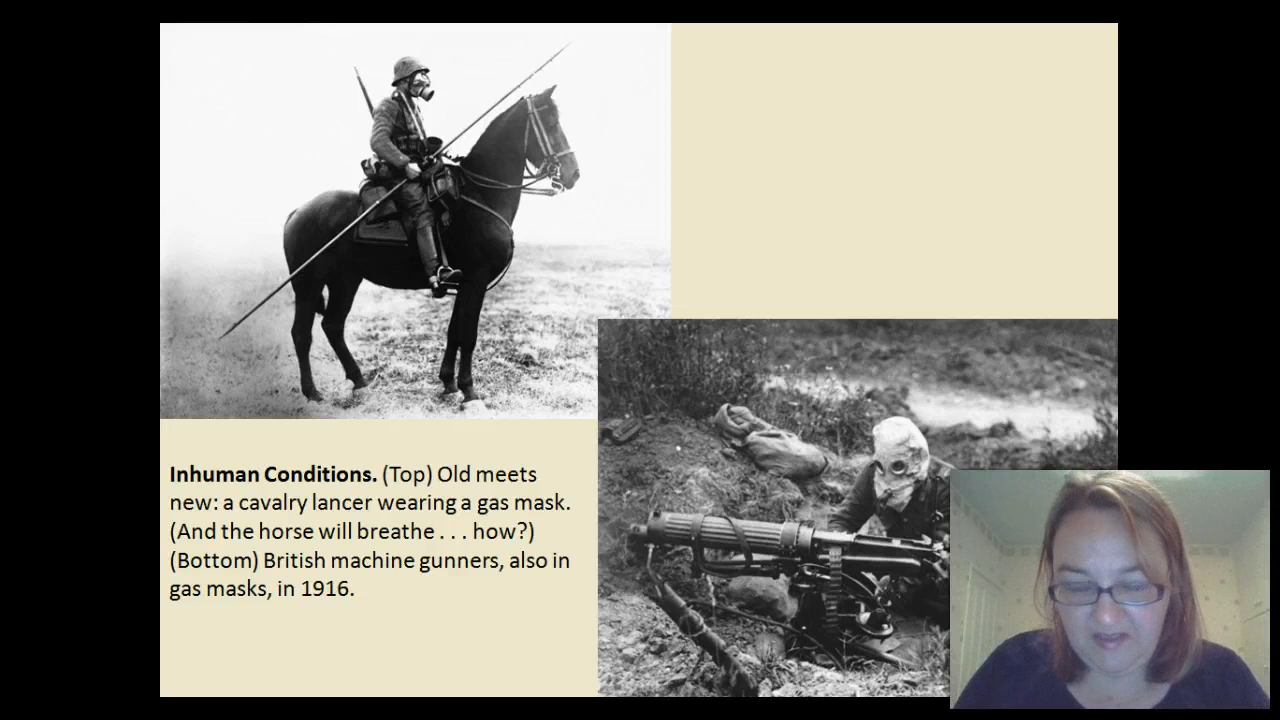 Inhuman Conditions. (Top) Old meets
new: a cavalry lancer wearing a gas mask.
(And the horse will breathe . . . how?)
(Bottom) British machine gunners, also in
gas masks, in 1916.